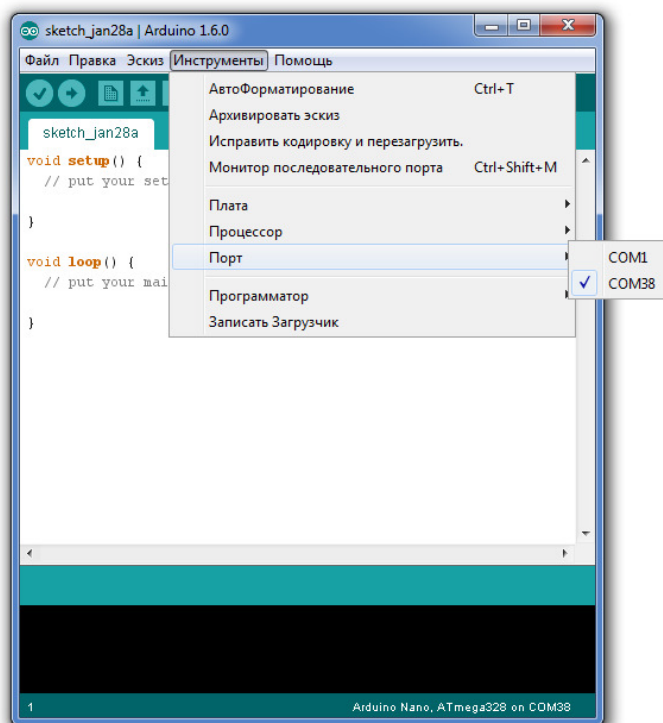 sketch_jan28a | Arduino 1.6.0
Файл Правка Эскиз Инструменты Помощь
АвтоФорматирование Ctrl+T
Архивировать эскиз
sketch_jan28a
Исправить кодировку и перезагрузить.
void setup() {
Монитор последовательного порта Ctrl+Shift+M
// put your set
Плата
}
Процессор
void loop() {
Порт
COM1
// put your mai
COM38
Программатор
}
Записать Загрузчик
1 Arduino Nano, ATmega328 on COM38